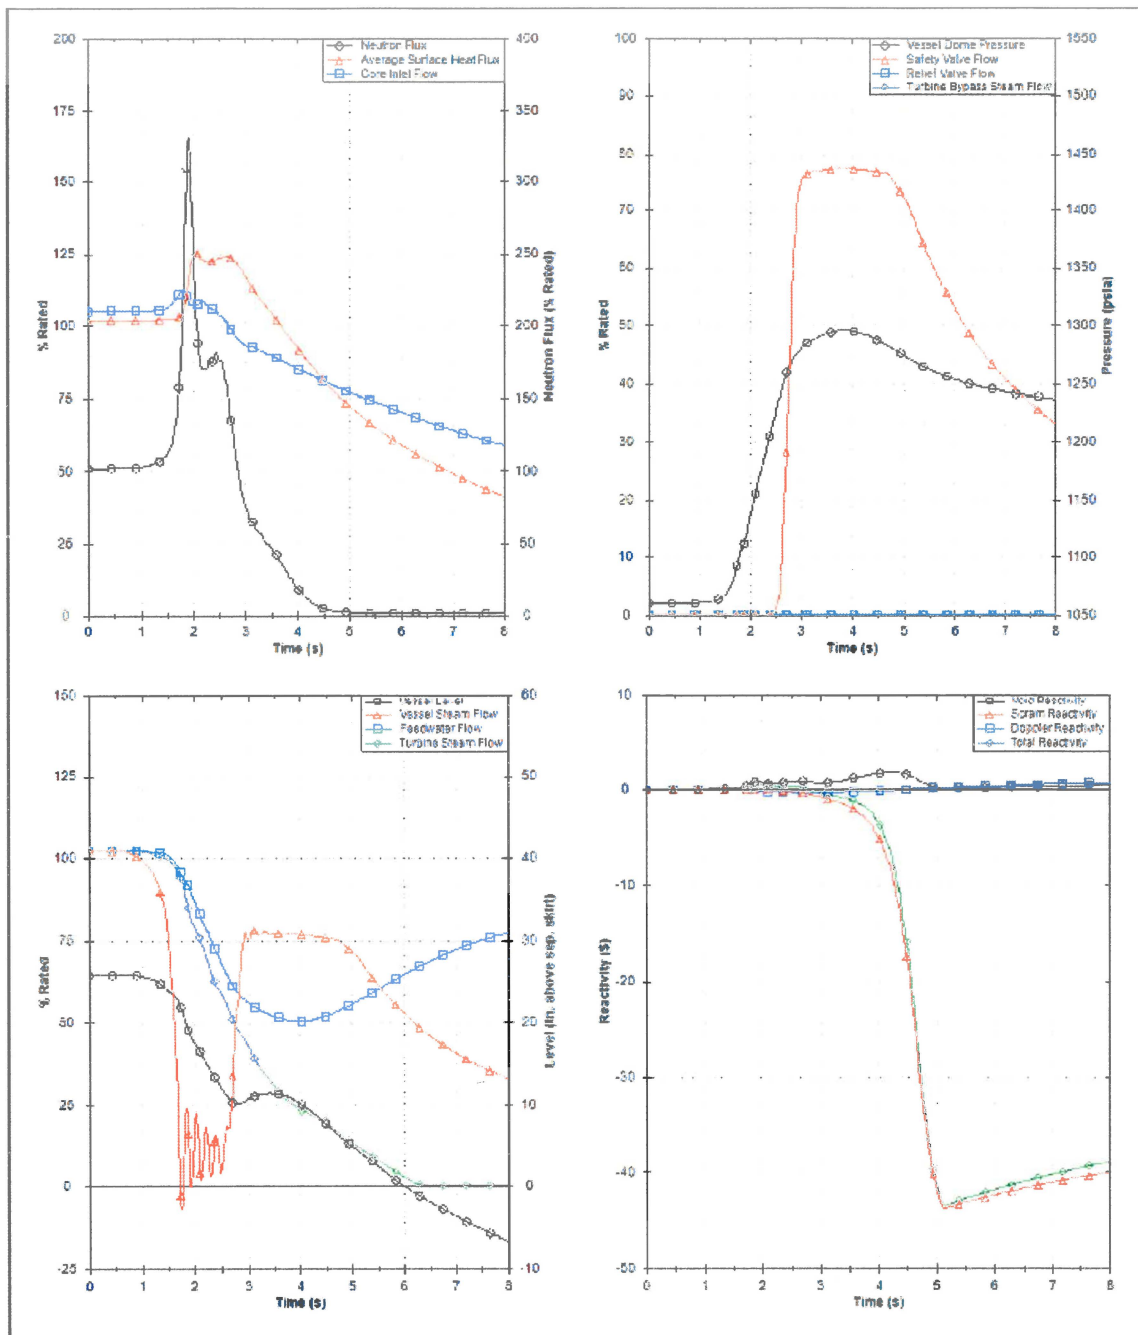 200
175
150
125
100
75
50
25
0
% Rated
Neutron Flux
Average Surface Heat Flux
Core Inlet Flow
400
350
300
250
200
150
100
50
0
Neutron Flux (% Rated)
0 1 2 3 4 5 6 7 8
Time (s)
100
90
80
70
60
50
40
30
20
10
0
% Rated
Vessel Dome Pressure
Safety Valve Flow
Relief Valve Flow
Turbine Bypass Steam Flow
1550
1500
1450
1400
1350
1300
1250
1200
1150
1100
1050
Pressure (psia)
0 1 2 3 4 5 6 7 8
Time (s)
150
125
100
75
50
25
0
-25
% Rated
Vessel Level
Vessel Steam Flow
Feedwater Flow
Turbine Steam Flow
60
50
40
30
20
10
0
-10
Level (in. above sep. skirt)
0 1 2 3 4 5 6 7 8
Time (s)
10
0
-10
-20
-30
-40
-50
Reactivity ($)
Void Reactivity
Scram Reactivity
Doppler Reactivity
Total Reactivity
0 1 2 3 4 5 6 7 8
Time (s)